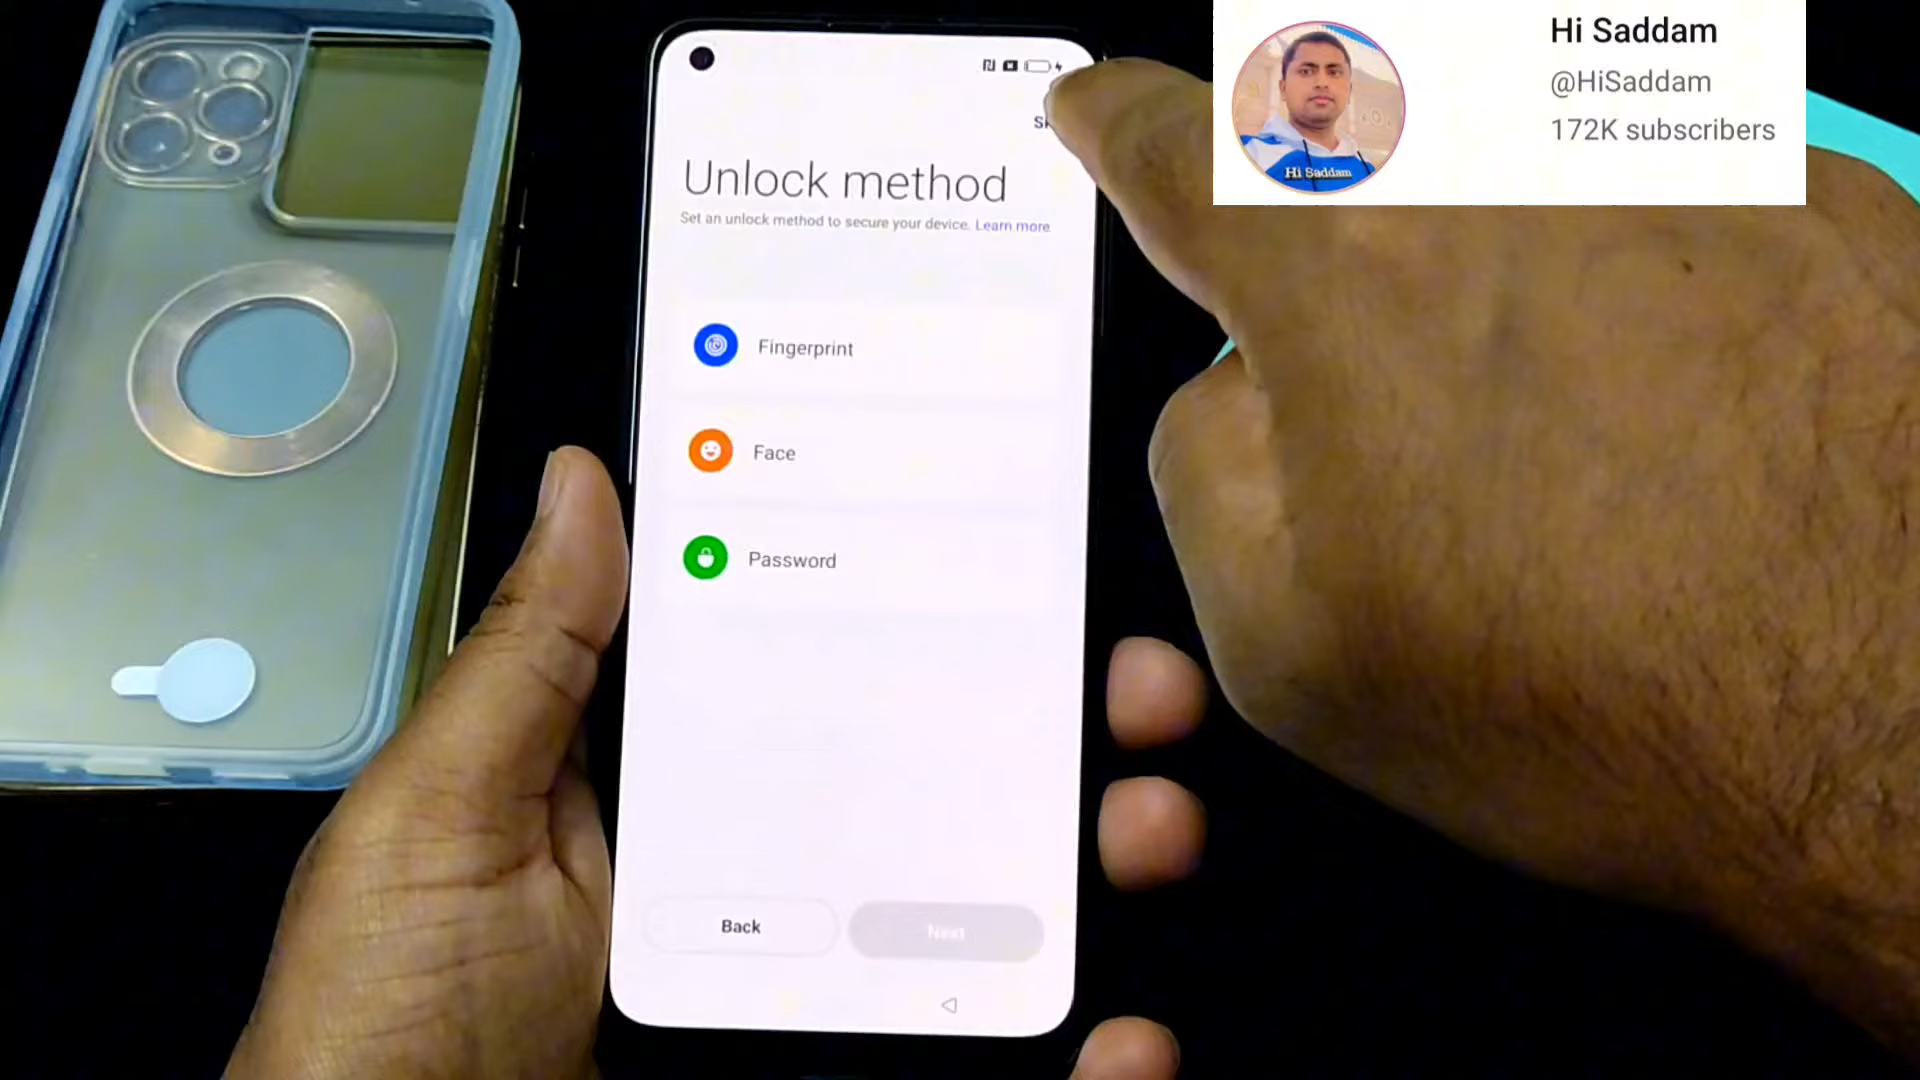 Hi Saddam
@HiSaddam
172K subscribers
Hi Saddam
Unlock method
Set an unlock method to secure your device. Learn more
Fingerprint
Face
Password
Back
Next